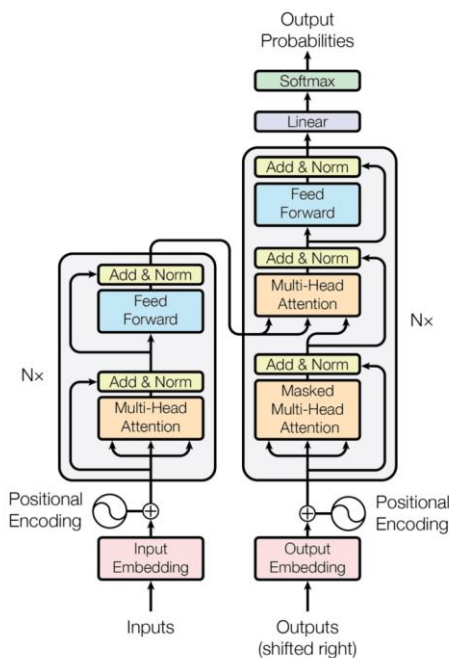 Output
Probabilities
Softmax
Linear
Add & Norm
Feed
Forward
Add & Norm
Multi-Head
Attention
Add & Norm
Masked
Multi-Head
Attention
N×
Positional
Encoding
Output
Embedding
Outputs
(shifted right)
Add & Norm
Feed
Forward
N×
Add & Norm
Multi-Head
Attention
Positional
Encoding
Input
Embedding
Inputs